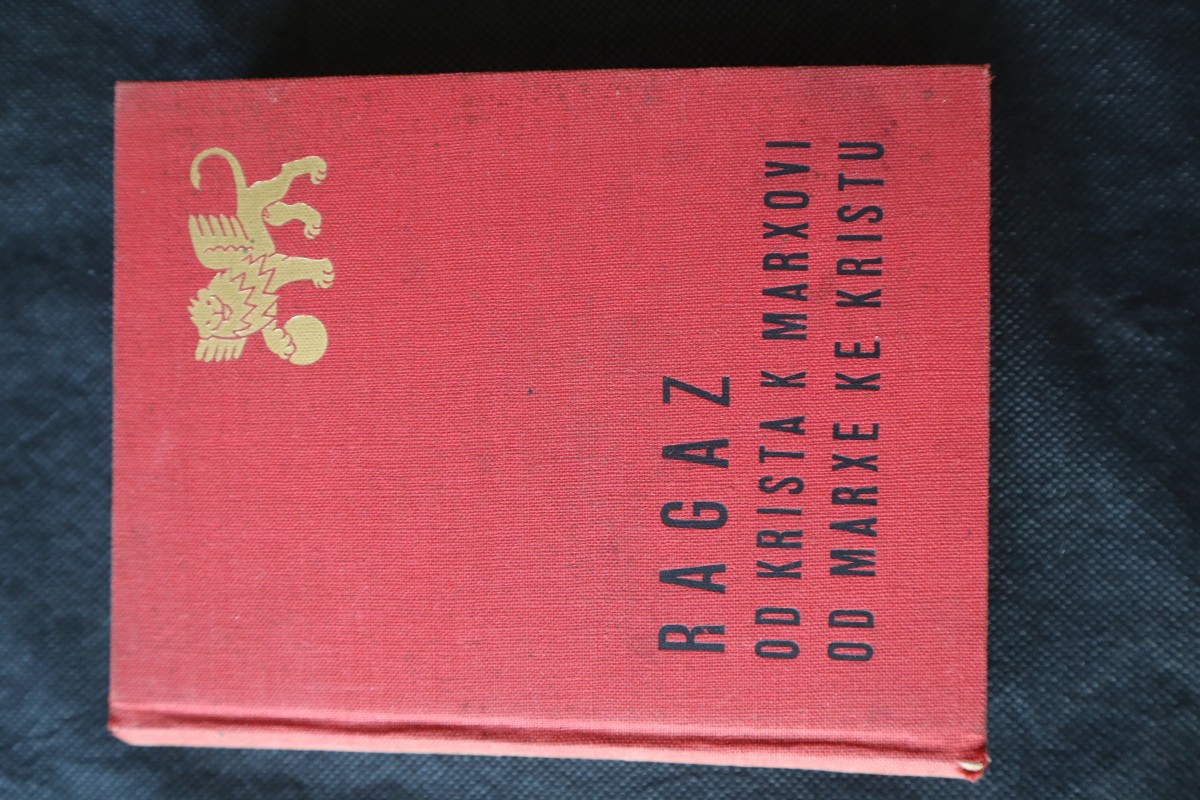 RAGAZ
OD KRISTA K MARXOVI
OD MARXE KE KRISTU